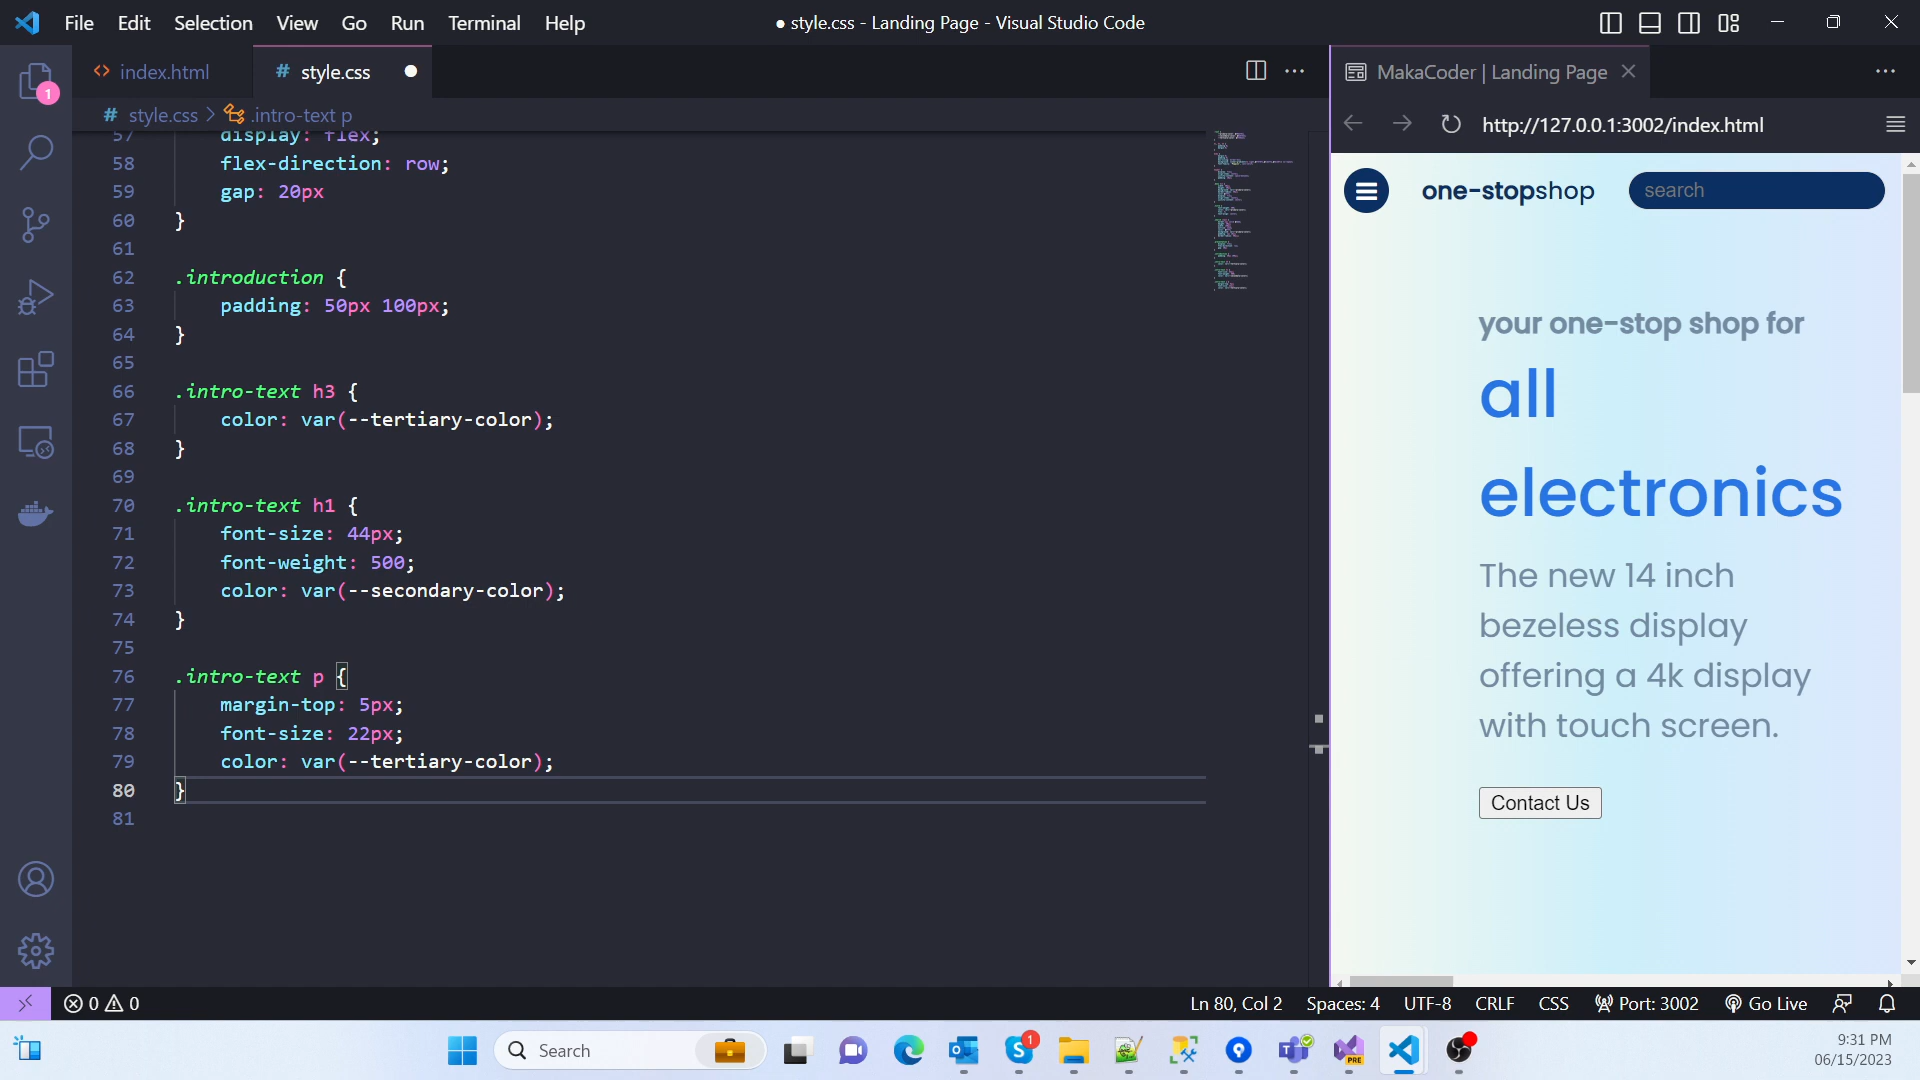 File Edit Selection View Go Run Terminal Help
● style.css - Landing Page - Visual Studio Code
index.html
# style.css
MakaCoder | Landing Page
# style.css > .intro-text p
http://127.0.0.1:3002/index.html
1
57 display: flex;
58 flex-direction: row;
59 gap: 20px
60 }
61
62 .introduction {
63 padding: 50px 100px;
64 }
65
66 .intro-text h3 {
67 color: var(--tertiary-color);
68 }
69
70 .intro-text h1 {
71 font-size: 44px;
72 font-weight: 500;
73 color: var(--secondary-color);
74 }
75
76 .intro-text p {
77 margin-top: 5px;
78 font-size: 22px;
79 color: var(--tertiary-color);
80 }
81
one-stopshop
search
your one-stop shop for
all
electronics
The new 14 inch
bezeless display
offering a 4k display
with touch screen.
Contact Us
0 0
Ln 80, Col 2 Spaces: 4 UTF-8 CRLF CSS Port: 3002 Go Live
Search
1
PRE
9:31 PM
06/15/2023